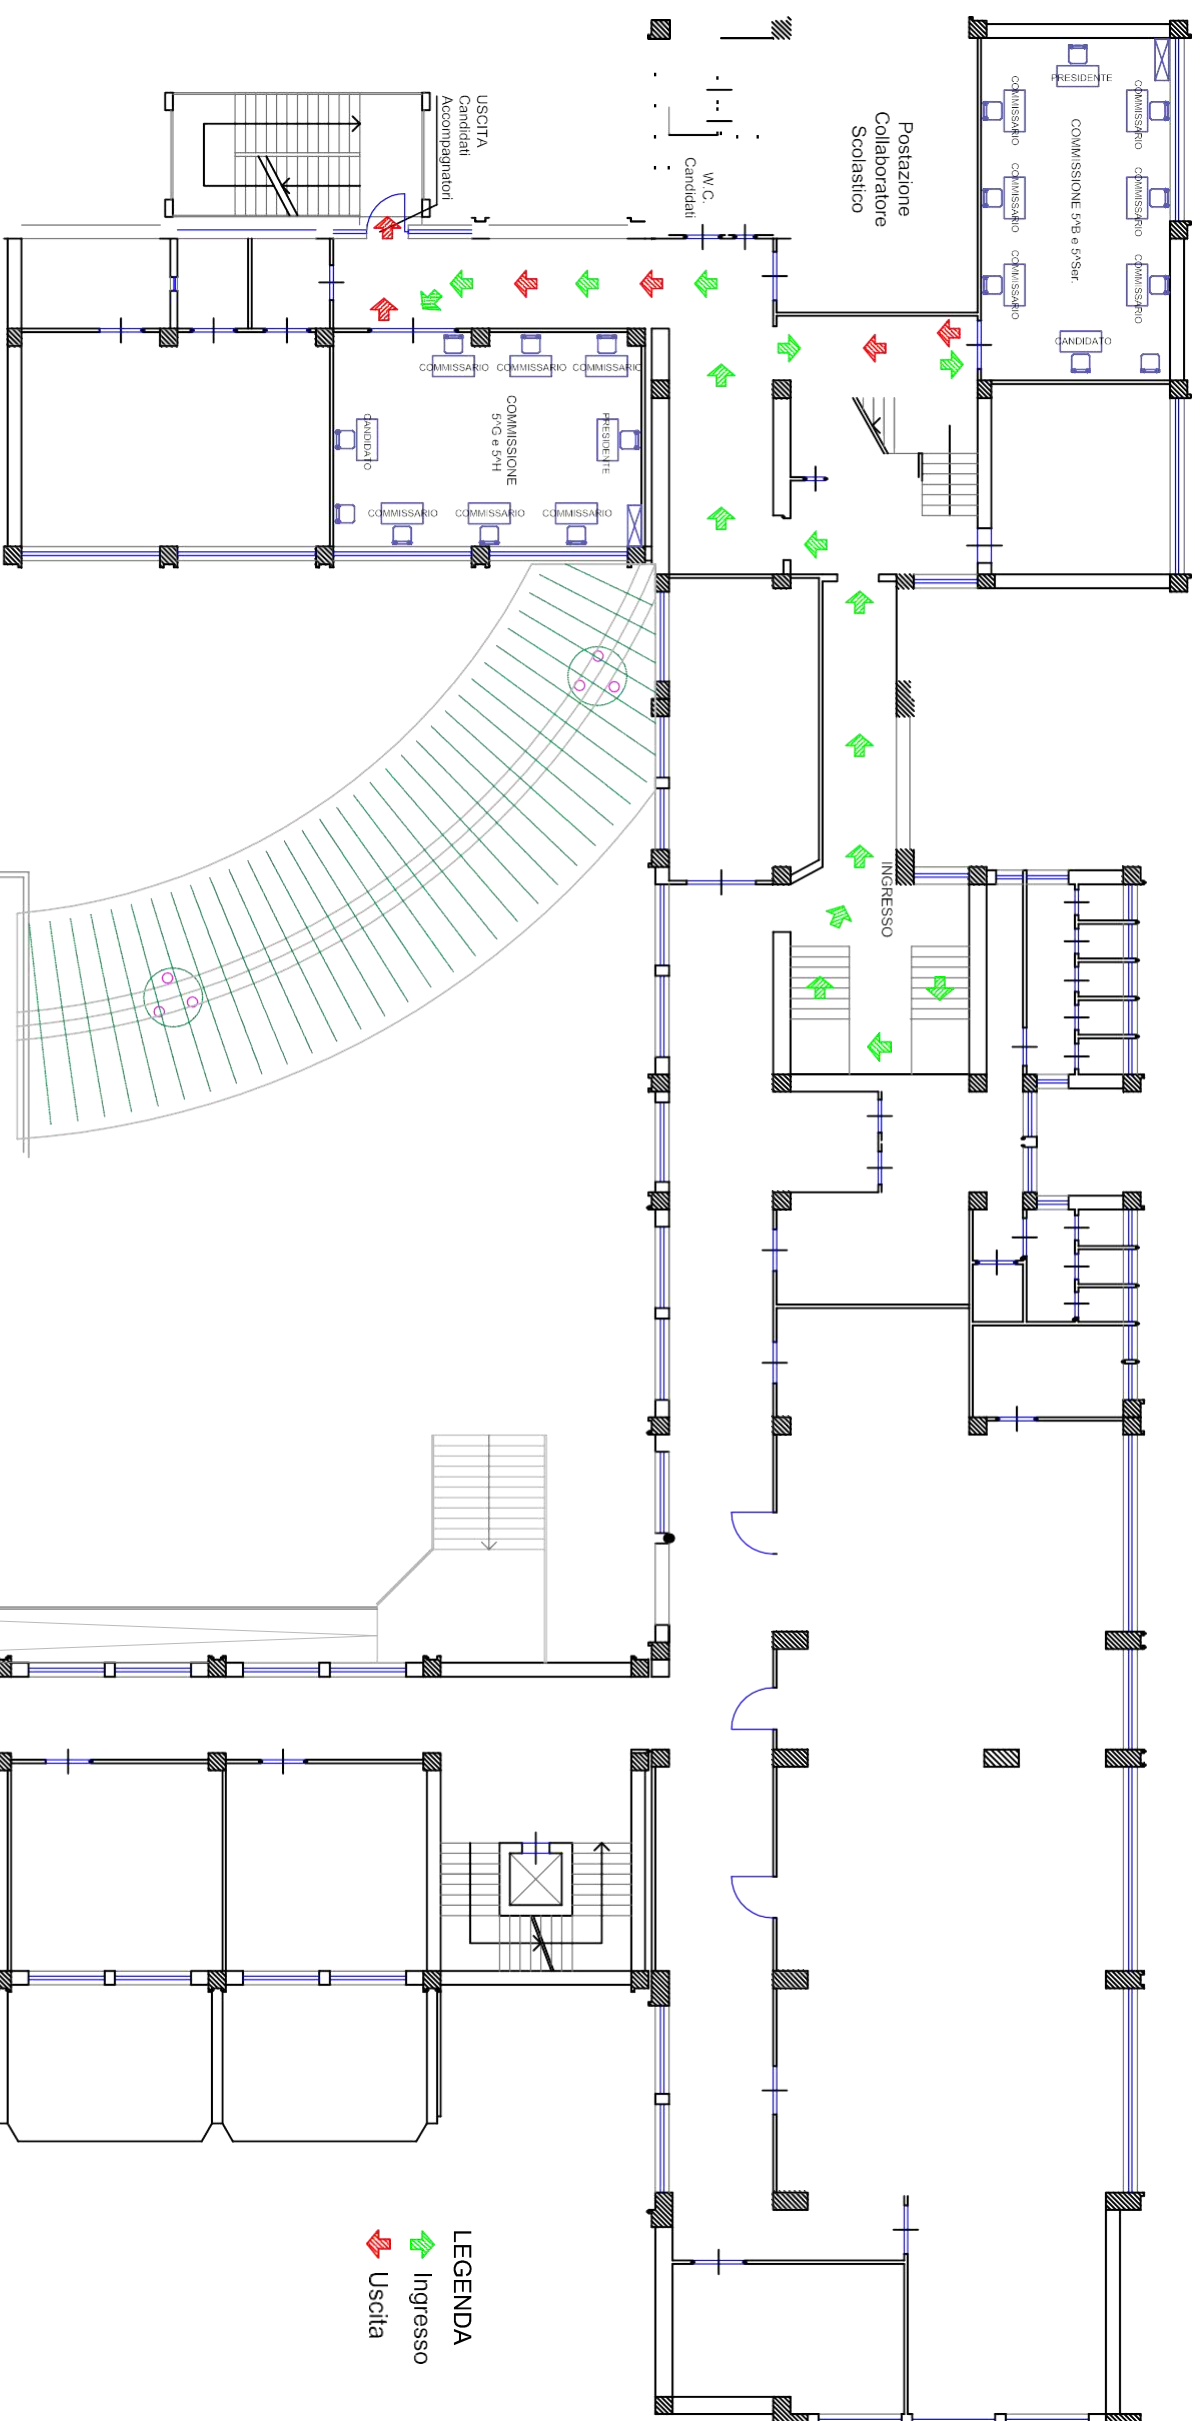 USCITA
Candidati
Accompagnatori
W.C.
Candidati
Postazione
Collaboratore
Scolastico
PRESIDENTE
COMMISSARIO
COMMISSARIO
COMMISSARIO
COMMISSIONE 5^B e 5^Ser.
COMMISSARIO
COMMISSARIO
COMMISSARIO
CANDIDATO
COMMISSARIO
COMMISSARIO
COMMISSARIO
CANDIDATO
COMMISSIONE
5^G e 5^H
PRESIDENTE
COMMISSARIO
COMMISSARIO
COMMISSARIO
INGRESSO
LEGENDA
Ingresso
Uscita